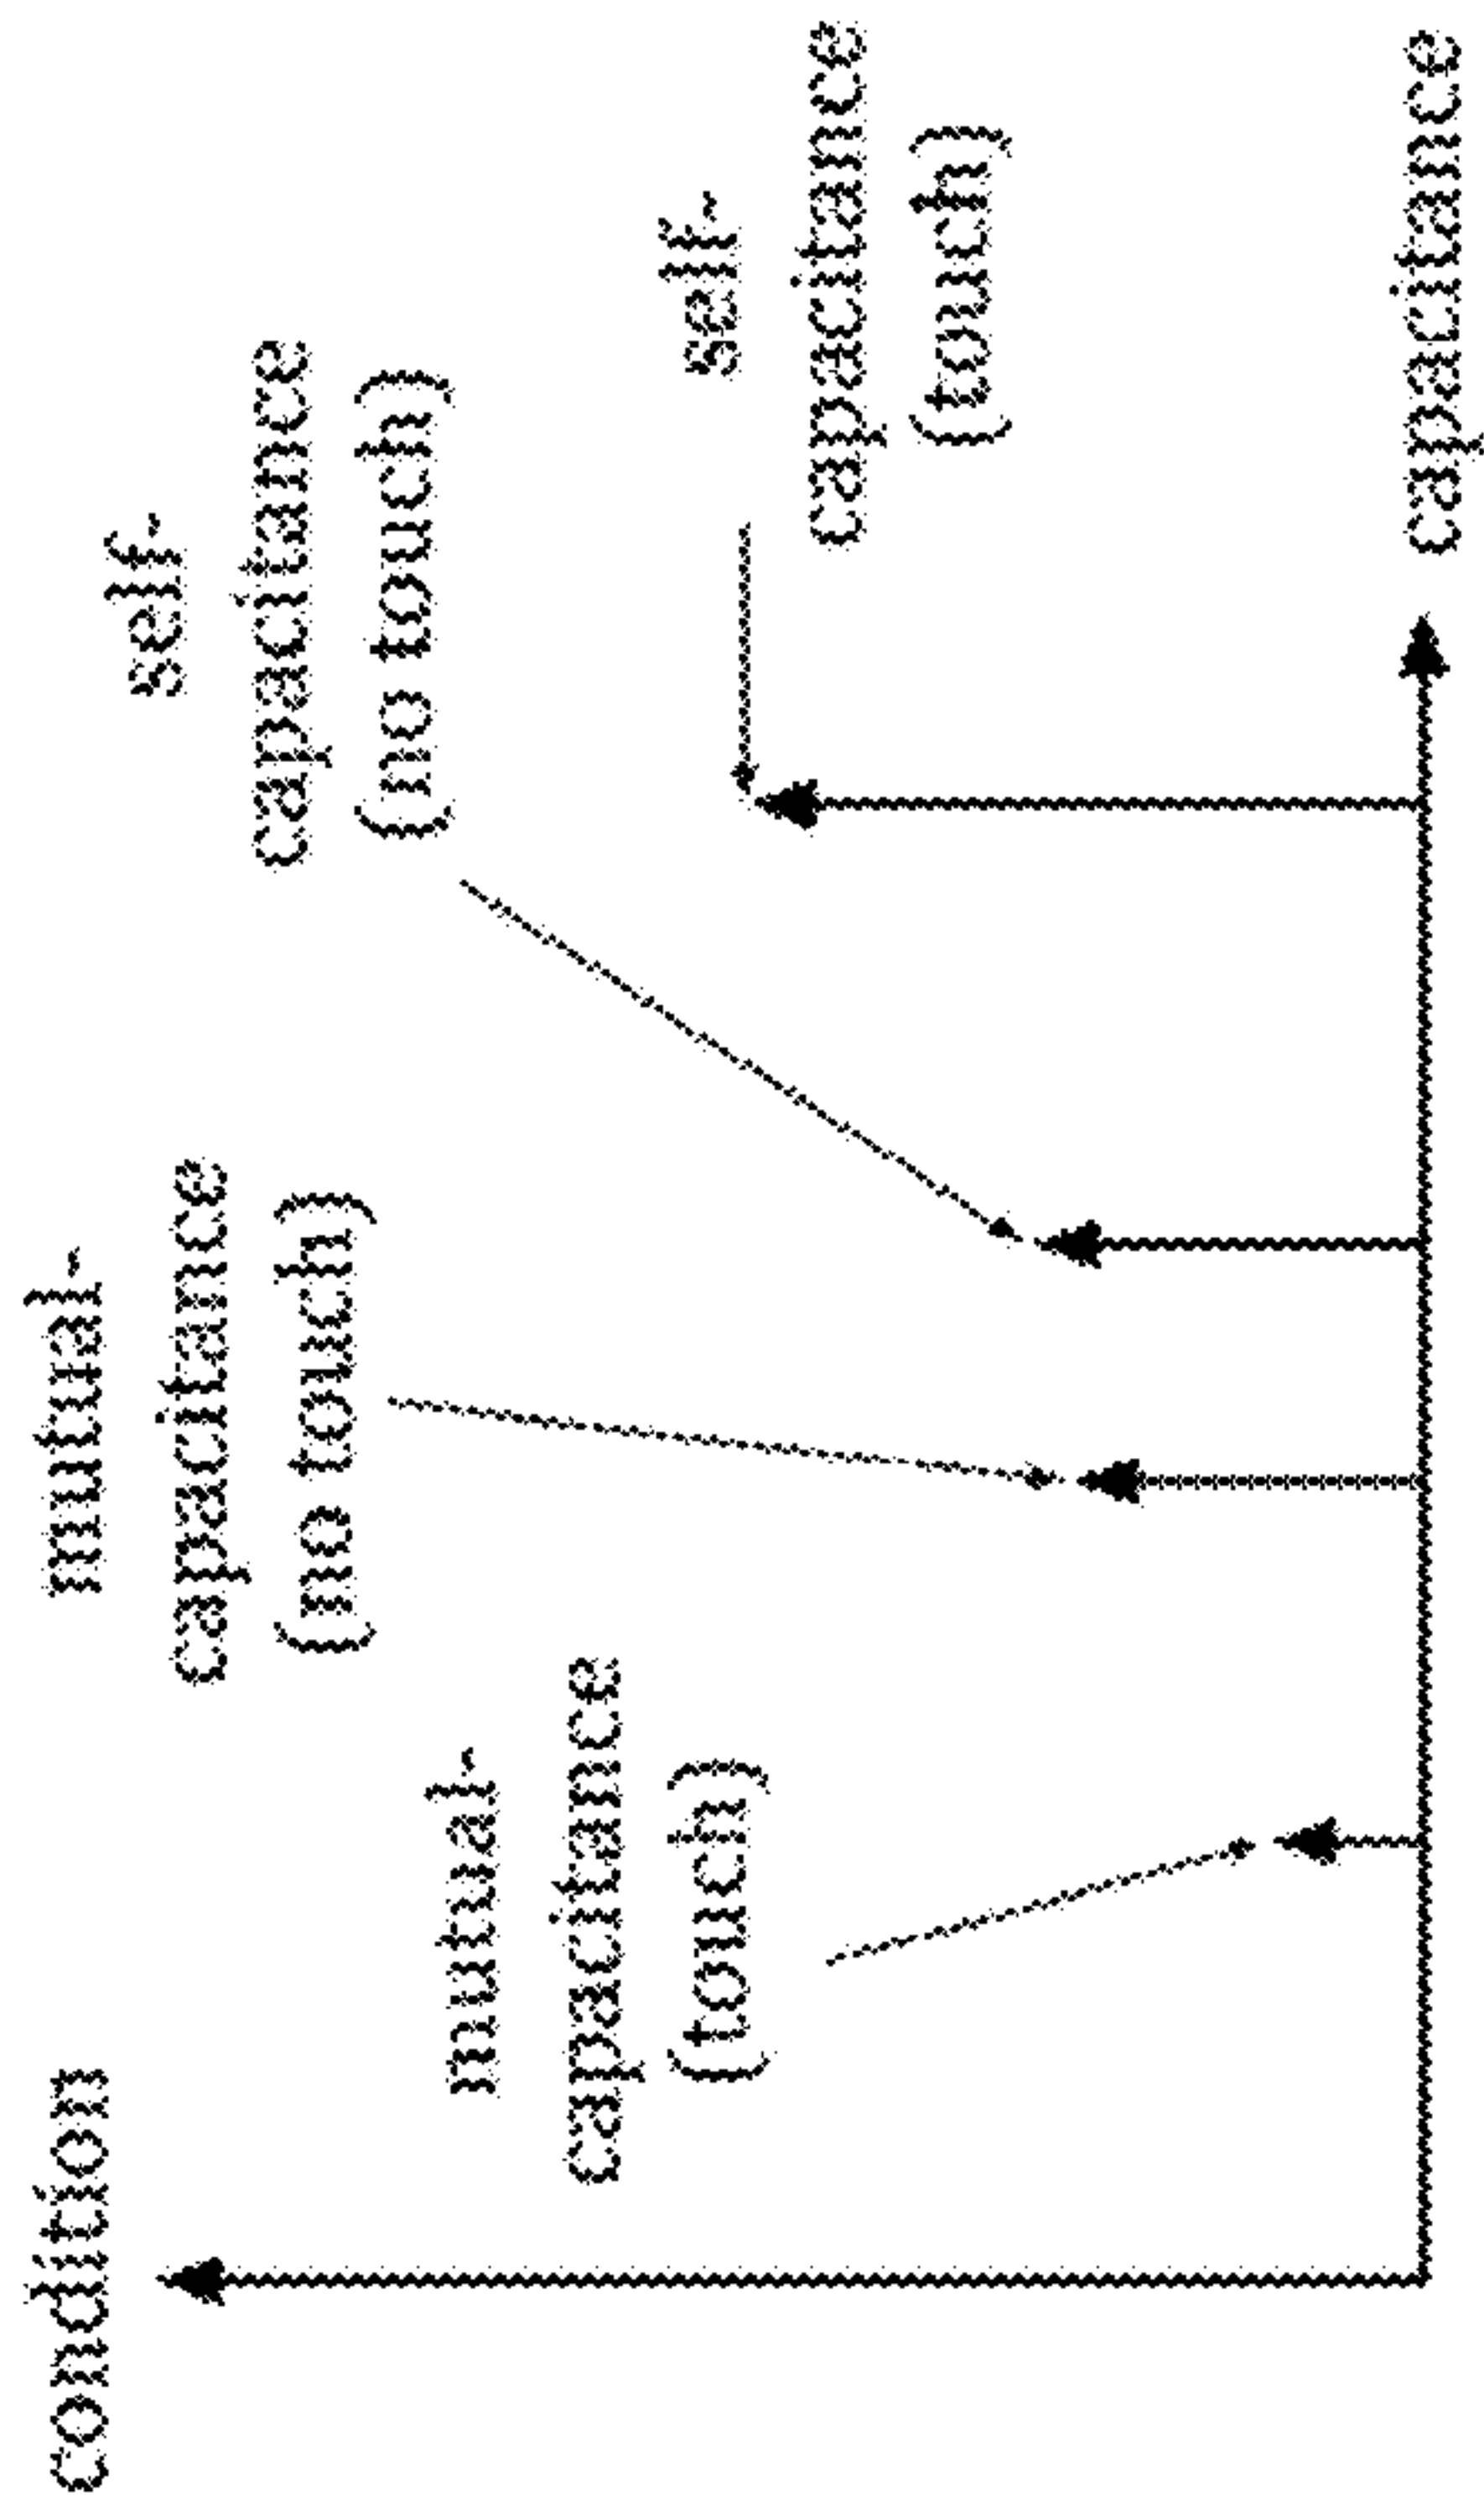 condition
mutual-
capacitance
(no touch)
self-
capacitance
(no touch)
mutual-
capacitance
(touch)
self-
capacitance
(touch)
capacitance